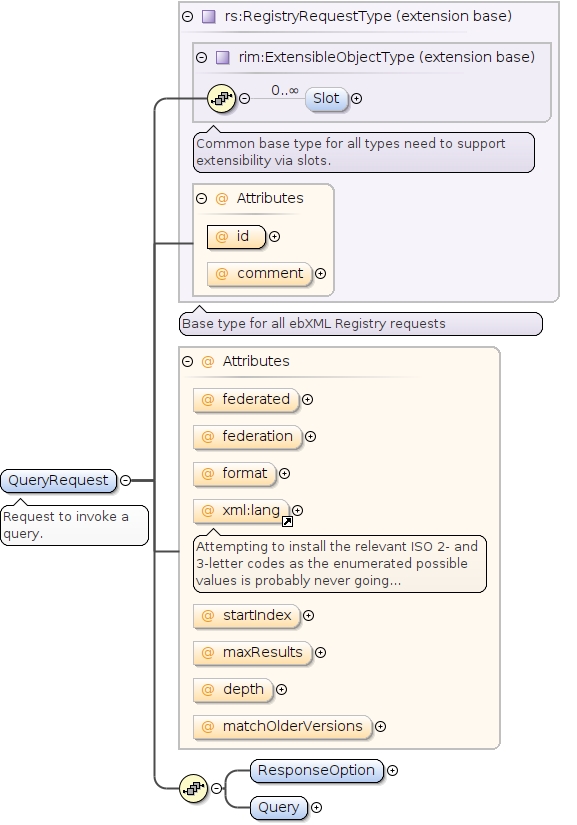 rs:RegistryRequestType (extension base)
rim:ExtensibleObjectType (extension base)
0..∞
Slot
Common base type for all types need to support
extensibility via slots.
@ Attributes
@ id
@ comment
Base type for all ebXML Registry requests
@ Attributes
@ federated
@ federation
@ format
@ xml:lang
Attempting to install the relevant ISO 2- and
3-letter codes as the enumerated possible
values is probably never going...
@ startIndex
@ maxResults
@ depth
@ matchOlderVersions
QueryRequest
Request to invoke a
query.
ResponseOption
Query